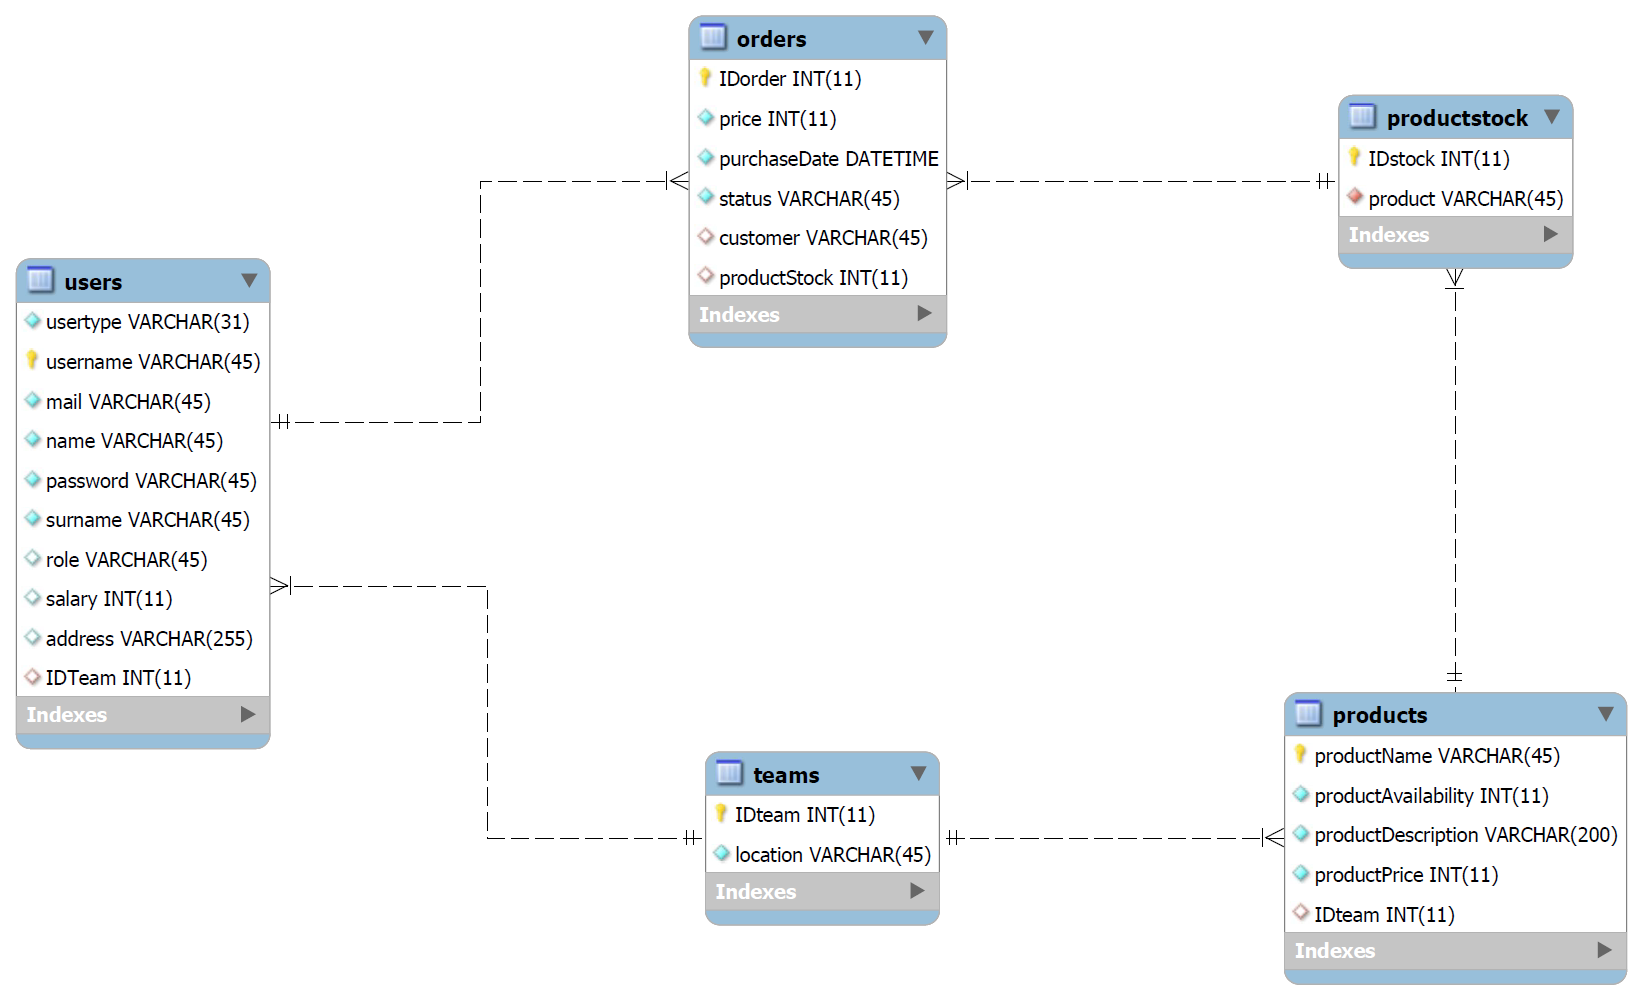 orders
IDorder INT(11)
price INT(11)
purchaseDate DATETIME
status VARCHAR(45)
customer VARCHAR(45)
productStock INT(11)
Indexes
productstock
IDstock INT(11)
product VARCHAR(45)
Indexes
users
usertype VARCHAR(31)
username VARCHAR(45)
mail VARCHAR(45)
name VARCHAR(45)
password VARCHAR(45)
surname VARCHAR(45)
role VARCHAR(45)
salary INT(11)
address VARCHAR(255)
IDTeam INT(11)
Indexes
teams
IDteam INT(11)
location VARCHAR(45)
Indexes
products
productName VARCHAR(45)
productAvailability INT(11)
productDescription VARCHAR(200)
productPrice INT(11)
IDteam INT(11)
Indexes